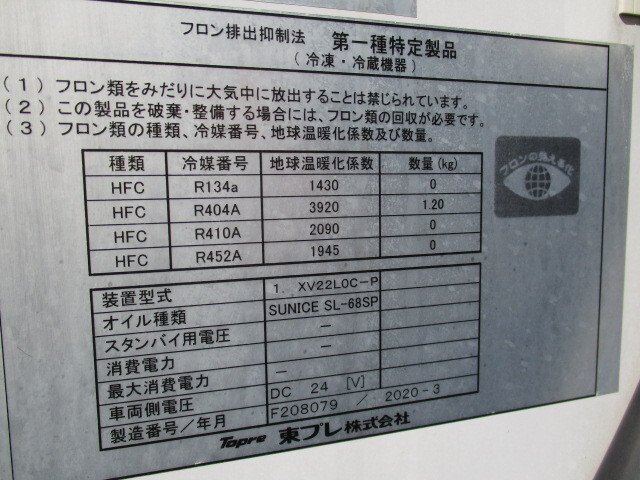 フロン排出抑制法 第一種特定製品
（冷凍・冷蔵機器）
（1）フロン類をみだりに大気中に放出することは禁じられています。
（2）この製品を破棄・整備する場合には、フロン類の回収が必要です。
（3）フロン類の種類、冷媒番号、地球温暖化係数及び数量。
種類 冷媒番号 地球温暖化係数 数量(kg)
HFC R134a 1430 0
HFC R404A 3920 1.20
HFC R410A 2090 0
HFC R452A 1945 0
フロンの見える化
装置型式 1. XV22LOC-P
オイル種類 SUNICE SL-68SP
スタンバイ用電圧 －
消費電力
最大消費電力 －
車両側電圧 DC 24 [V]
製造番号／年月 F208079 ／ 2020-3
Topre 東プレ株式会社